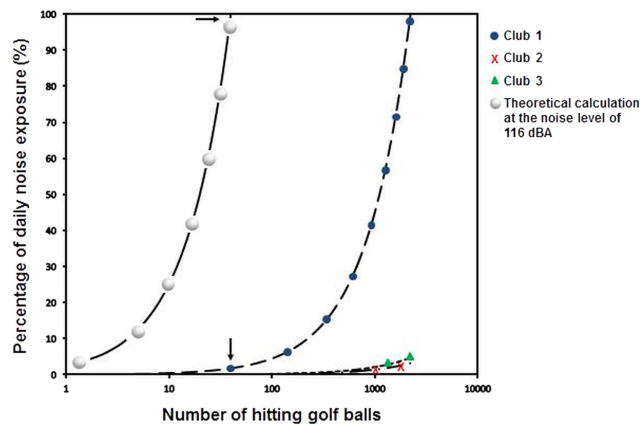 100
90
80
70
60
50
40
30
20
10
0
Percentage of daily noise exposure (%)
1 10 100 1000 10000
Number of hitting golf balls
Club 1
Club 2
Club 3
Theoretical calculation
at the noise level of
116 dBA